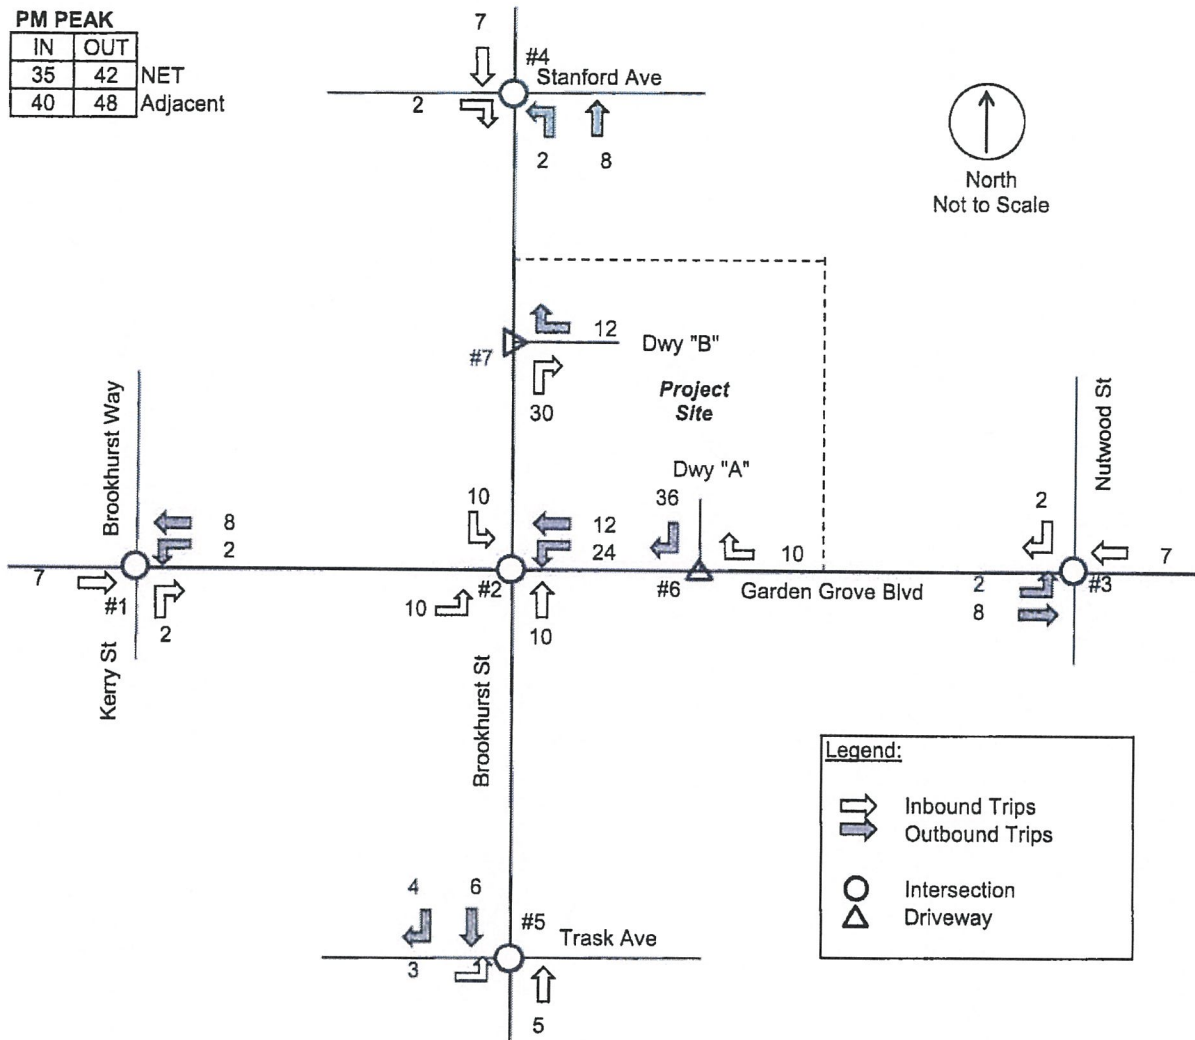 PM PEAK
IN OUT
35 42 NET
40 48 Adjacent
7
#4
Stanford Ave
2
2 8
North
Not to Scale
12
#7
Dwy "B"
30
Project
Site
Brookhurst Way
Nutwood St
Dwy "A"
10
36
2
8
2
12
24
10
7
7
#1
2
10
#2
10
#6
Garden Grove Blvd
2
8
#3
Kerry St
Brookhurst St
Legend:
Inbound Trips
Outbound Trips
Intersection
Driveway
4 6
#5
Trask Ave
3
5